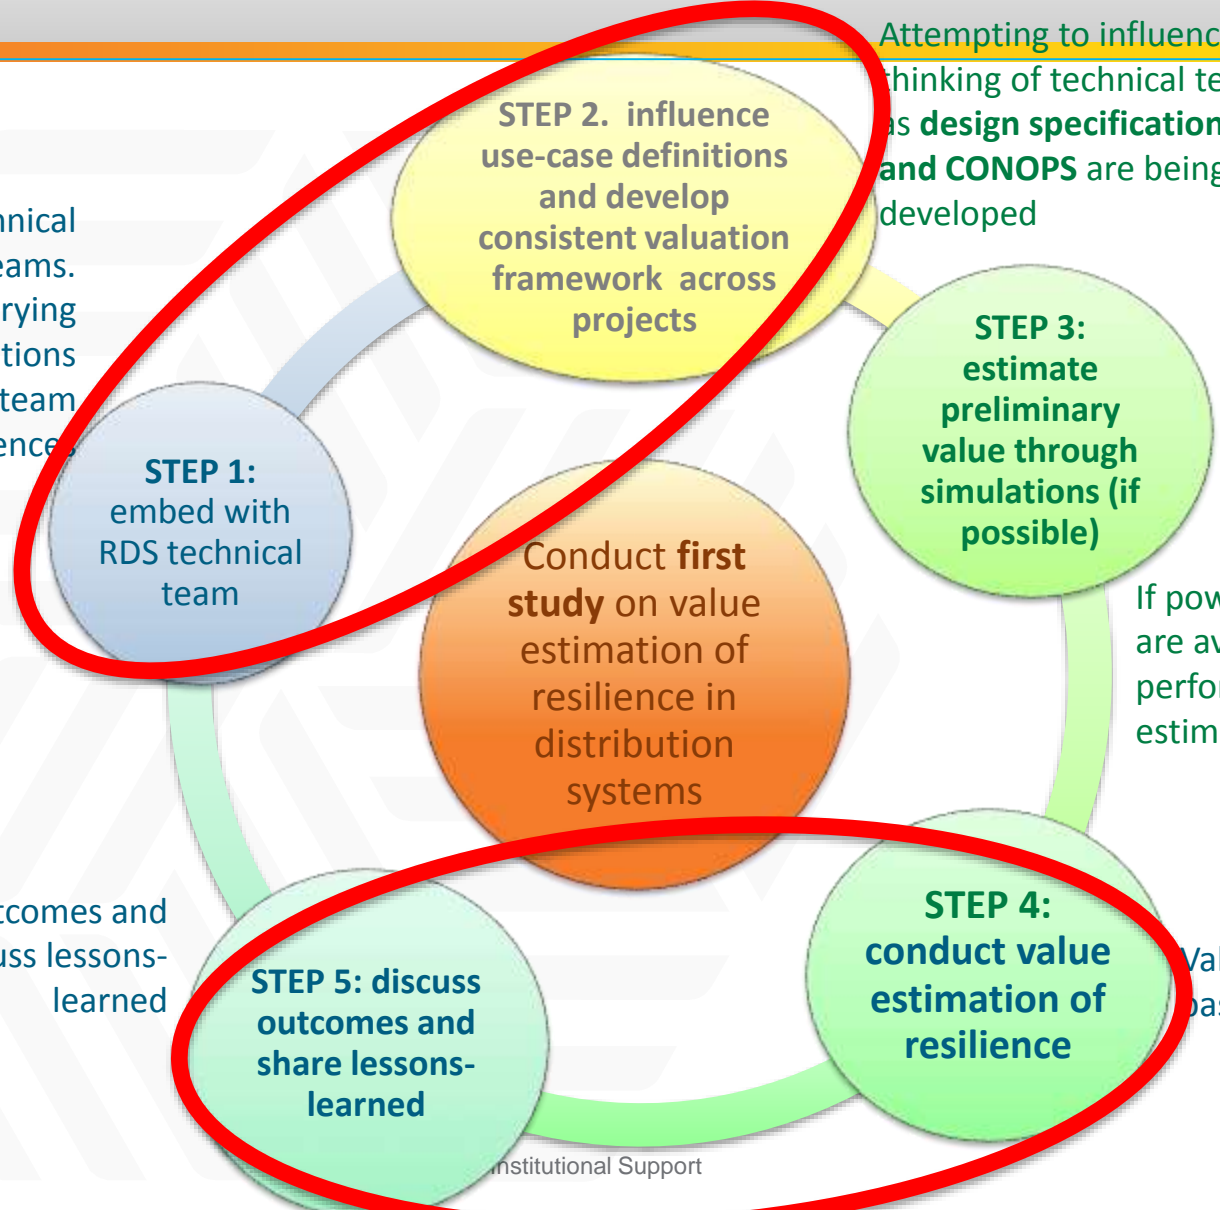 Attempting to influenc
thinking of technical te
as design specification
and CONOPS are being
developed
STEP 2. influence
use-case definitions
and develop
consistent valuation
framework across
projects
hnical
eams.
rying
tions
team
ences
STEP 1:
embed with
RDS technical
team
STEP 3:
estimate
preliminary
value through
simulations (if
possible)
Conduct first
study on value
estimation of
resilience in
distribution
systems
If pow
are av
perfor
estim
STEP 4:
conduct value
estimation of
resilience
Val
bas
STEP 5: discuss
outcomes and
share lessons-
learned
tcomes and
uss lessons-
learned
Institutional Support